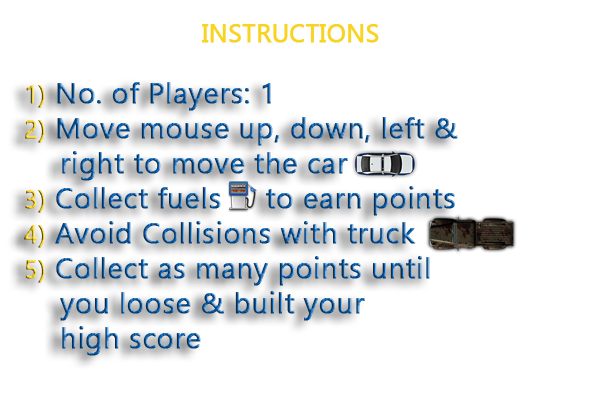 INSTRUCTIONS
1) No. of Players: 1
2) Move mouse up, down, left &
right to move the car
3) Collect fuels to earn points
4) Avoid Collisions with truck
5) Collect as many points until
you loose & built your
high score